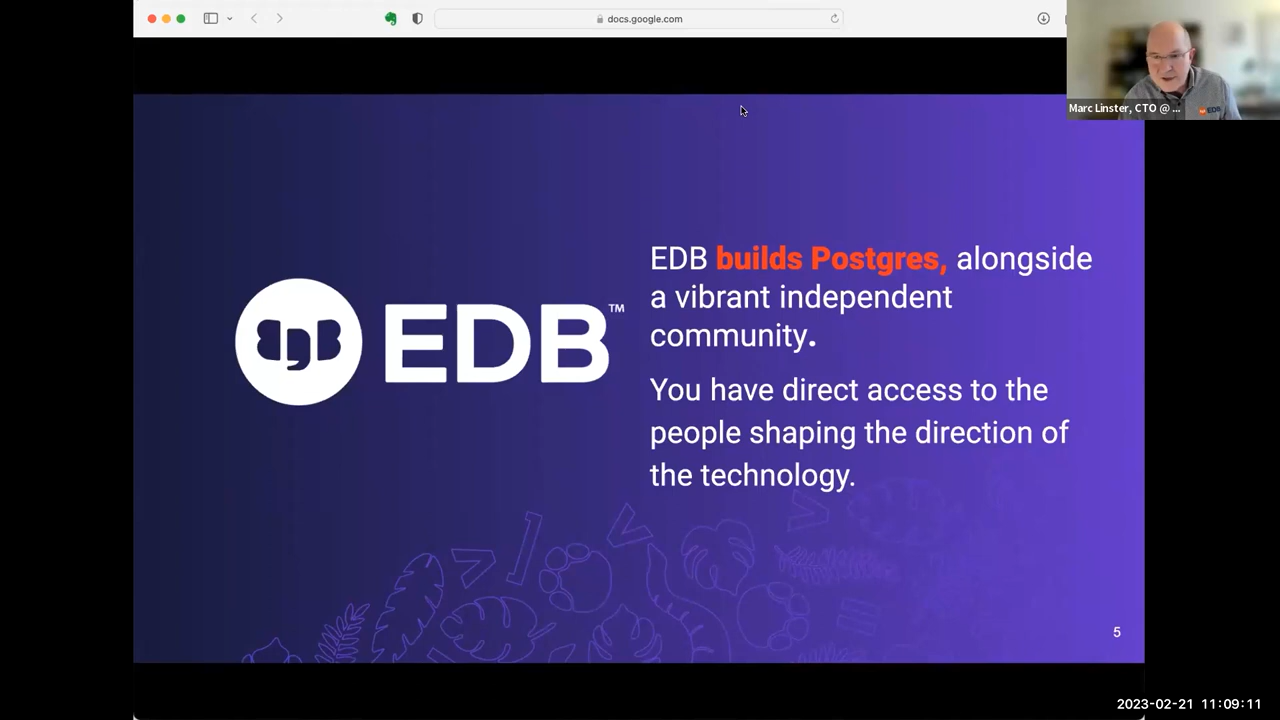 docs.google.com
Marc Linster, CTO @ ...
EDB
EDB™
EDB builds Postgres, alongside
a vibrant independent
community.
You have direct access to the
people shaping the direction of
the technology.
5
2023-02-21 11:09:11